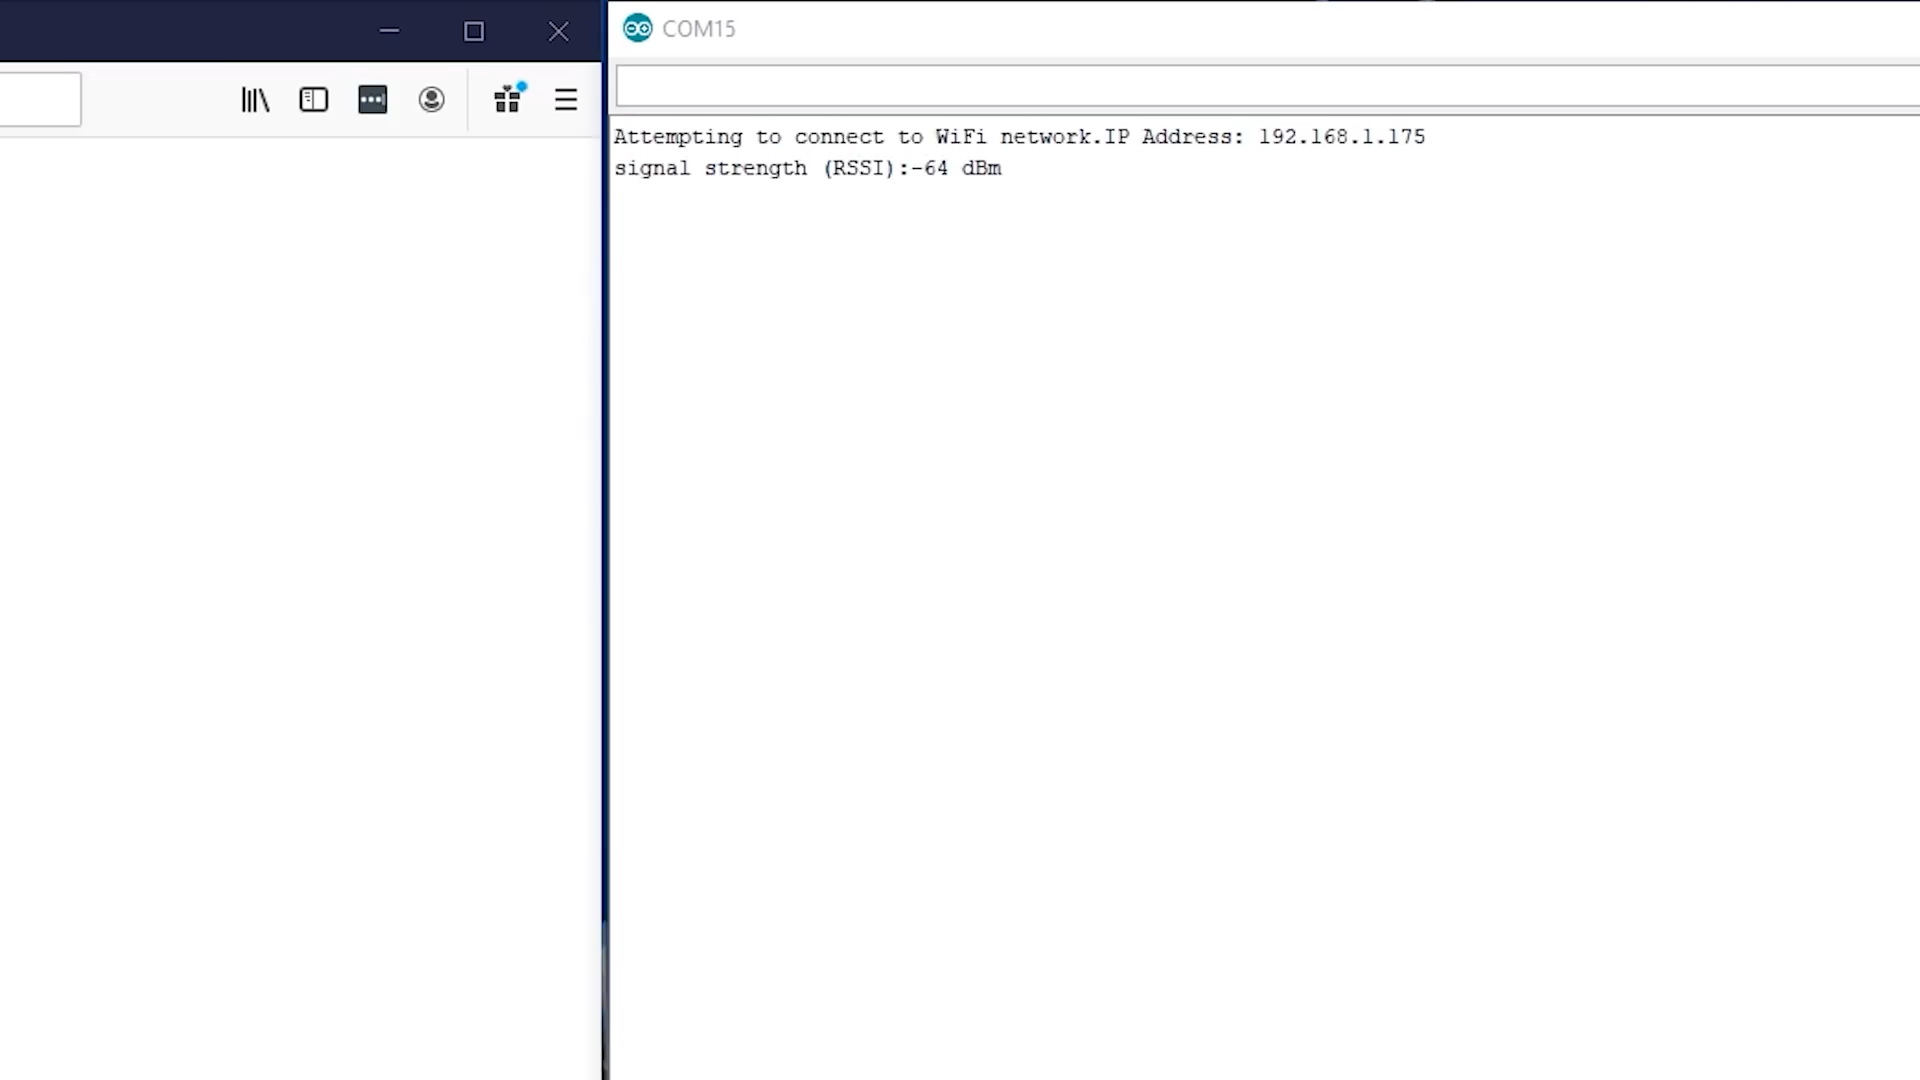 COM15
Attempting to connect to WiFi network.IP Address: 192.168.1.175
signal strength (RSSI):-64 dBm